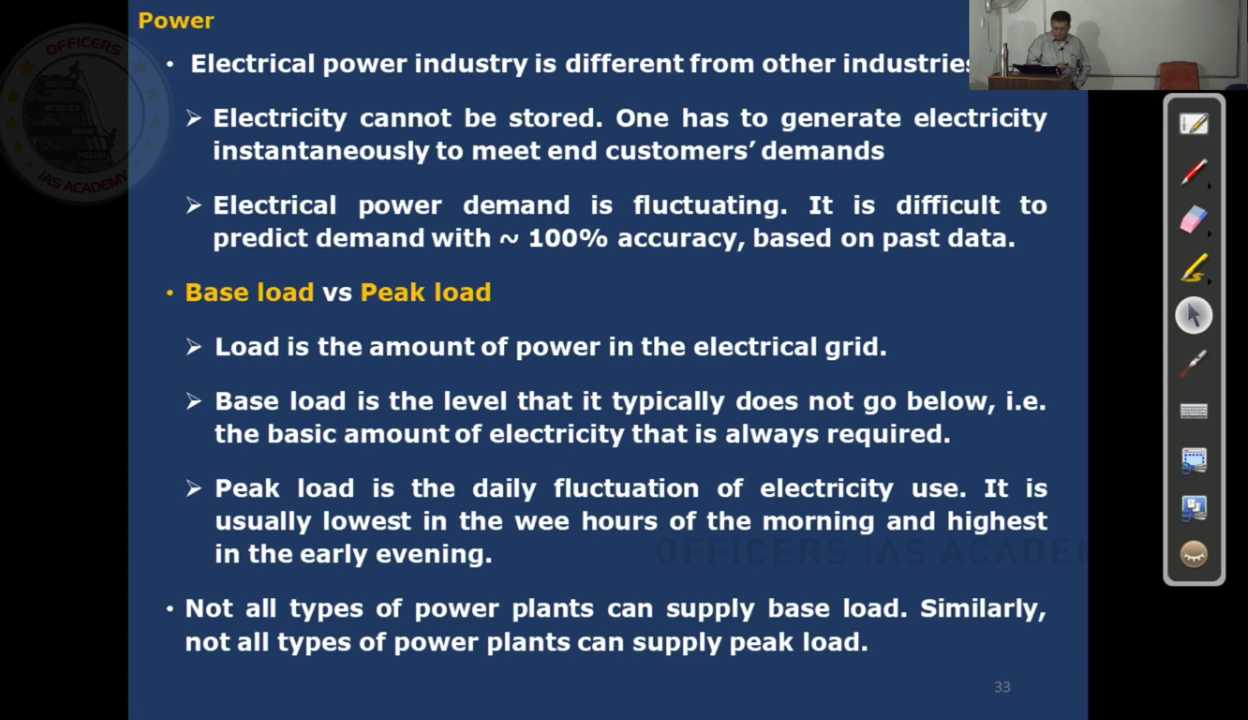 Power
OFFICERS
IAS ACADEMY
• Electrical power industry is different from other industries
➢ Electricity cannot be stored. One has to generate electricity
instantaneously to meet end customers’ demands
➢ Electrical power demand is fluctuating. It is difficult to
predict demand with ~ 100% accuracy, based on past data.
• Base load vs Peak load
➢ Load is the amount of power in the electrical grid.
➢ Base load is the level that it typically does not go below, i.e.
the basic amount of electricity that is always required.
➢ Peak load is the daily fluctuation of electricity use. It is
usually lowest in the wee hours of the morning and highest
in the early evening.
OFFICERS IAS ACADEM
• Not all types of power plants can supply base load. Similarly,
not all types of power plants can supply peak load.
33